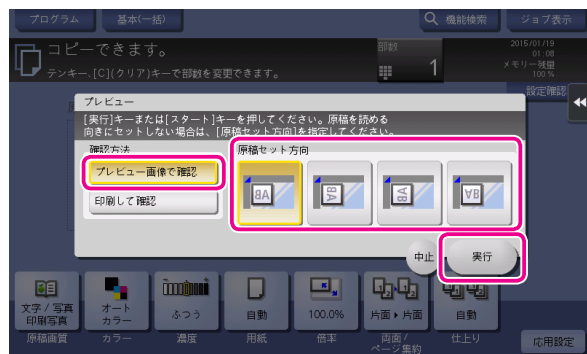 プログラム
基本(一括)
機能検索
ジョブ表示
コピーできます。
テンキー、[C](クリア)キーで部数を変更できます。
部数
1
2015/01/19
01:08
メモリー残量
100 %
設定確認
プレビュー
[実行]キーまたは[スタート]キーを押してください。原稿を読める
向きにセットしない場合は、[原稿セット方向]を指定してください。
確認方法
原稿セット方向
プレビュー画像で確認
印刷して確認
BA
BA
BA
AB
中止
実行
文字/写真
印刷写真
オート
カラー
ふつう
自動
100.0%
片面▶片面
自動
原稿画質
カラー
濃度
用紙
倍率
両面/
ページ集約
仕上り
応用設定